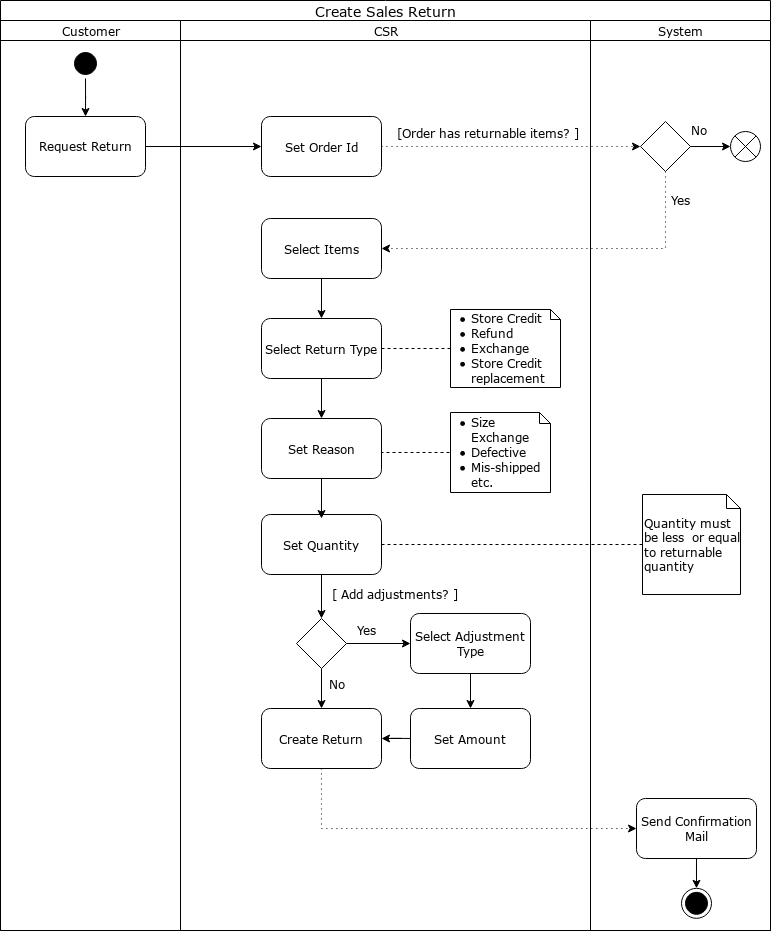 Create Sales Return
Customer
CSR
System
Request Return
Set Order Id
[Order has returnable items? ]
No
Yes
Select Items
Select Return Type
• Store Credit
• Refund
• Exchange
• Store Credit
replacement
Set Reason
• Size
Exchange
• Defective
• Mis-shipped
etc.
Set Quantity
Quantity must
be less  or equal
to returnable
quantity
[ Add adjustments? ]
Yes
Select Adjustment
Type
No
Create Return
Set Amount
Send Confirmation
Mail